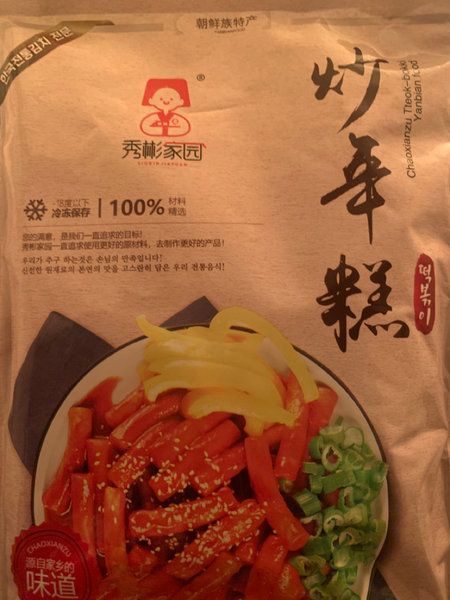 朝鲜族特产
YANBIANFOOD
한국전통김치 전문
®
秀彬家园
XIUBINJIAYUAN
炒年糕
Chaoxianzu Tteok-bokki
Yanbian food
떡볶이
-18度以下
冷冻保存
100%
材料
精选
您的满意，是我们一直追求的目标!
秀彬家园一直追求使用更好的原材料，去制作更好的产品!
우리가 추구 하는것은 손님의 만족입니다!
신선한 원재료의 본연의 맛을 고스란히 담은 우리 전통음식!
CHAOXIANZU
源自家乡的
味道